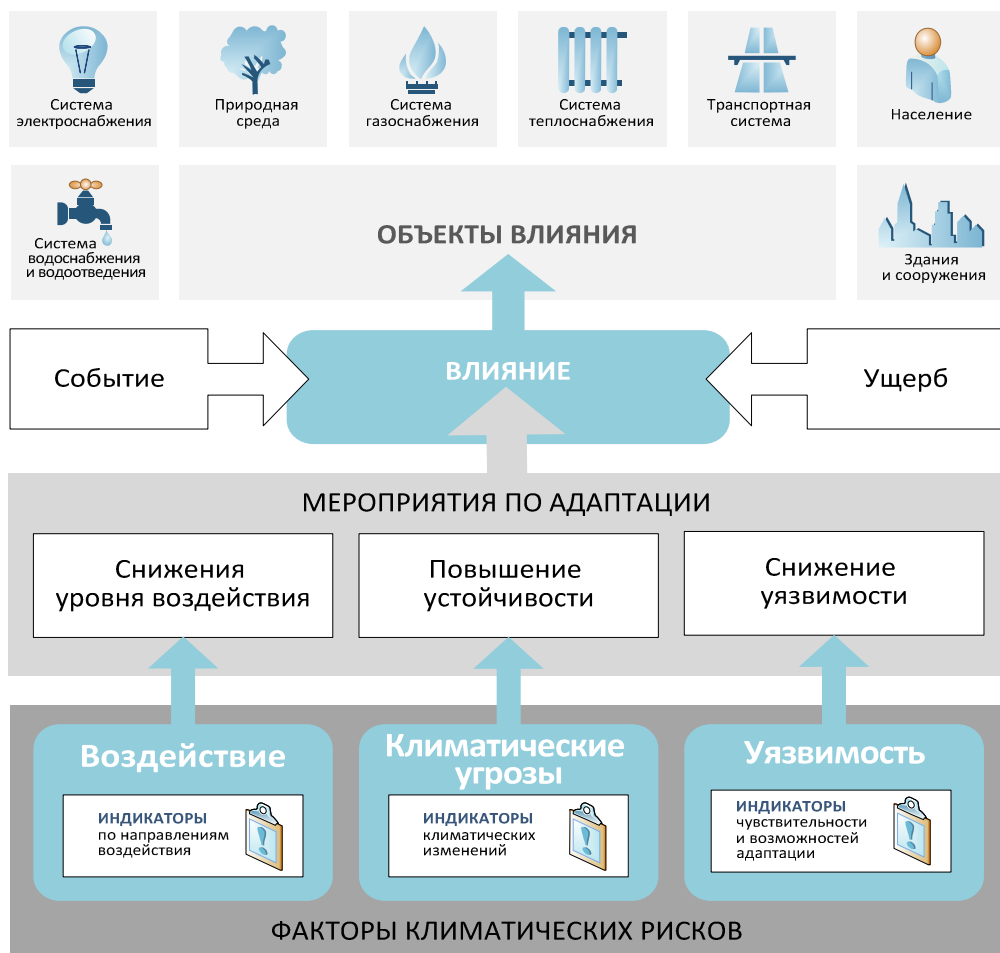 Система
электроснабжения
Природная
среда
Система
газоснабжения
Система
теплоснабжения
Транспортная
система
Население
Система
водоснабжения
и водоотведения
ОБЪЕКТЫ ВЛИЯНИЯ
Здания
и сооружения
Событие
ВЛИЯНИЕ
Ущерб
МЕРОПРИЯТИЯ ПО АДАПТАЦИИ
Снижения
уровня воздействия
Повышение
устойчивости
Снижение
уязвимости
Воздействие
ИНДИКАТОРЫ
по направлениям
воздействия
Климатические
угрозы
ИНДИКАТОРЫ
климатических
изменений
Уязвимость
ИНДИКАТОРЫ
чувствительности
и возможностей
адаптации
ФАКТОРЫ КЛИМАТИЧЕСКИХ РИСКОВ